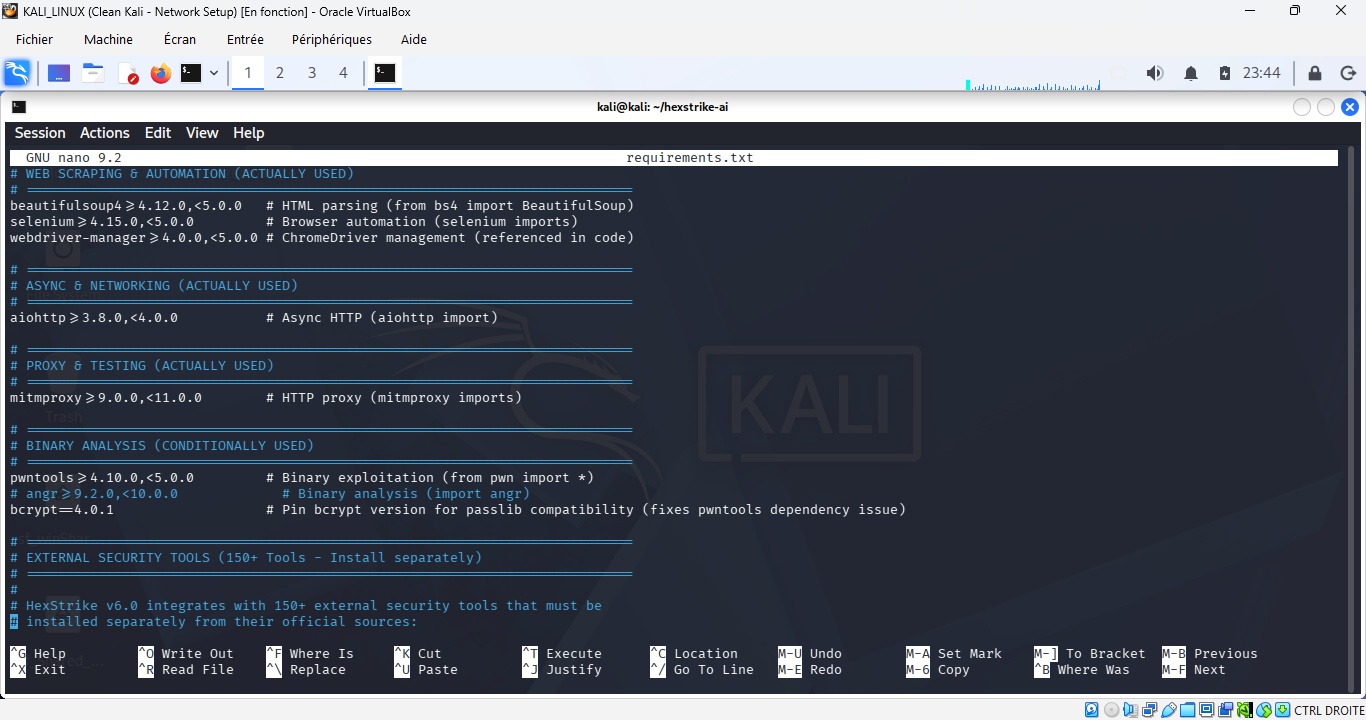 KALI_LINUX (Clean Kali - Network Setup) [En fonction] - Oracle VirtualBox
Fichier Machine Écran Entrée Périphériques Aide
1 2 3 4 23:44
kali@kali: ~/hexstrike-ai
Session Actions Edit View Help
GNU nano 9.2 requirements.txt
# WEB SCRAPING & AUTOMATION (ACTUALLY USED)
# ============================================================================
beautifulsoup4>=4.12.0,<5.0.0 # HTML parsing (from bs4 import BeautifulSoup)
selenium>=4.15.0,<5.0.0 # Browser automation (selenium imports)
webdriver-manager>=4.0.0,<5.0.0 # ChromeDriver management (referenced in code)
# ============================================================================
# ASYNC & NETWORKING (ACTUALLY USED)
# ============================================================================
aiohttp>=3.8.0,<4.0.0 # Async HTTP (aiohttp import)
# ============================================================================
# PROXY & TESTING (ACTUALLY USED)
# ============================================================================
mitmproxy>=9.0.0,<11.0.0 # HTTP proxy (mitmproxy imports)
Trash
KALI
# ============================================================================
# BINARY ANALYSIS (CONDITIONALLY USED)
# ============================================================================
pwntools>=4.10.0,<5.0.0 # Binary exploitation (from pwn import *)
# angr>=9.2.0,<10.0.0 # Binary analysis (import angr)
bcrypt==4.0.1 # Pin bcrypt version for passlib compatibility (fixes pwntools dependency issue)
# ============================================================================
# EXTERNAL SECURITY TOOLS (150+ Tools - Install separately)
# ============================================================================
#
# HexStrike v6.0 integrates with 150+ external security tools that must be
# installed separately from their official sources:
^G Help ^O Write Out ^F Where Is ^K Cut ^T Execute ^C Location M-U Undo M-A Set Mark M-] To Bracket M-B Previous
^X Exit ^R Read File ^\ Replace ^U Paste ^J Justify ^/ Go To Line M-E Redo M-6 Copy ^B Where Was M-F Next
CTRL DROITE